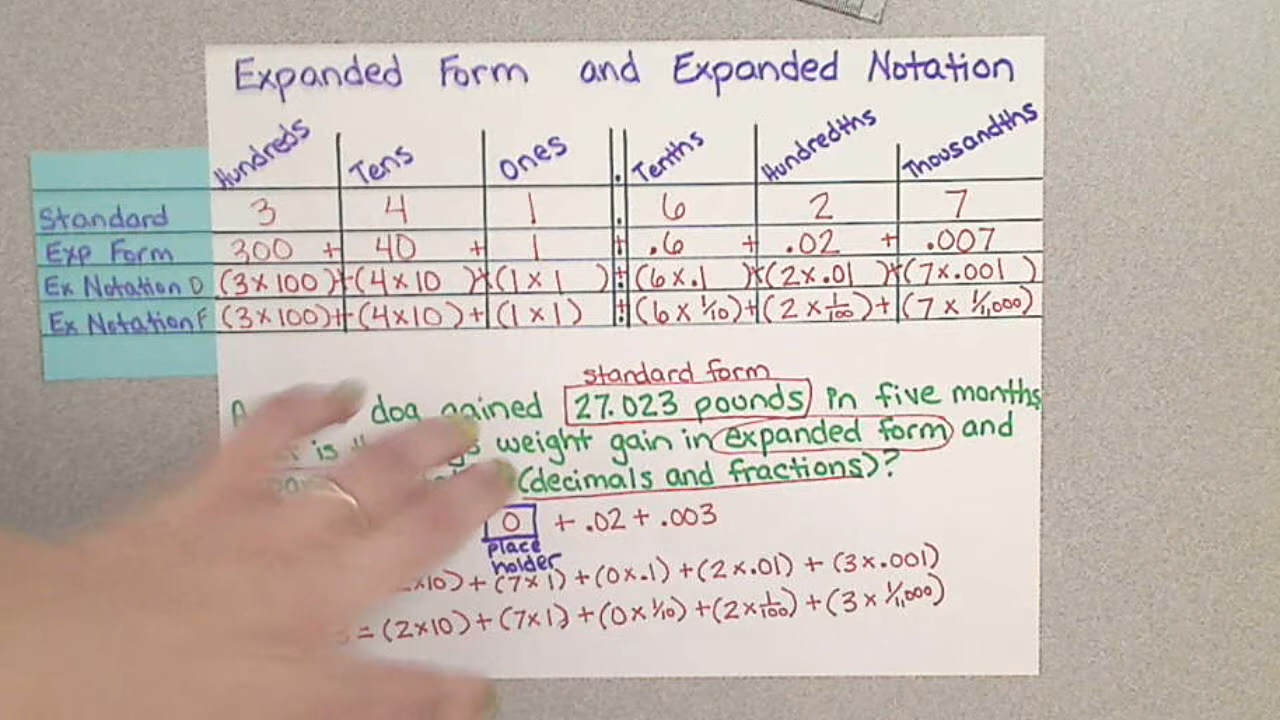 Expanded Form and Expanded Notation
Hundreds Tens Ones . Tenths Hundredths Thousandths
Standard 3 4 1 . 6 2 7
Exp Form 300 + 40 + 1 + .6 + .02 + .007
Ex Notation D (3×100)+(4×10)+(1×1)+(6×.1)+(2×.01)+(7×.001)
Ex Notation F (3×100)+(4×10)+(1×1)+(6×1/10)+(2×1/100)+(7×1/1,000)
standard form
A dog gained 27.023 pounds in five months
is weight gain in expanded form and
(decimals and fractions)?
0 + .02 + .003
place
holder
×10)+(7×1)+(0×.1)+(2×.01)+(3×.001)
=(2×10)+(7×1)+(0×1/10)+(2×1/100)+(3×1/1,000)